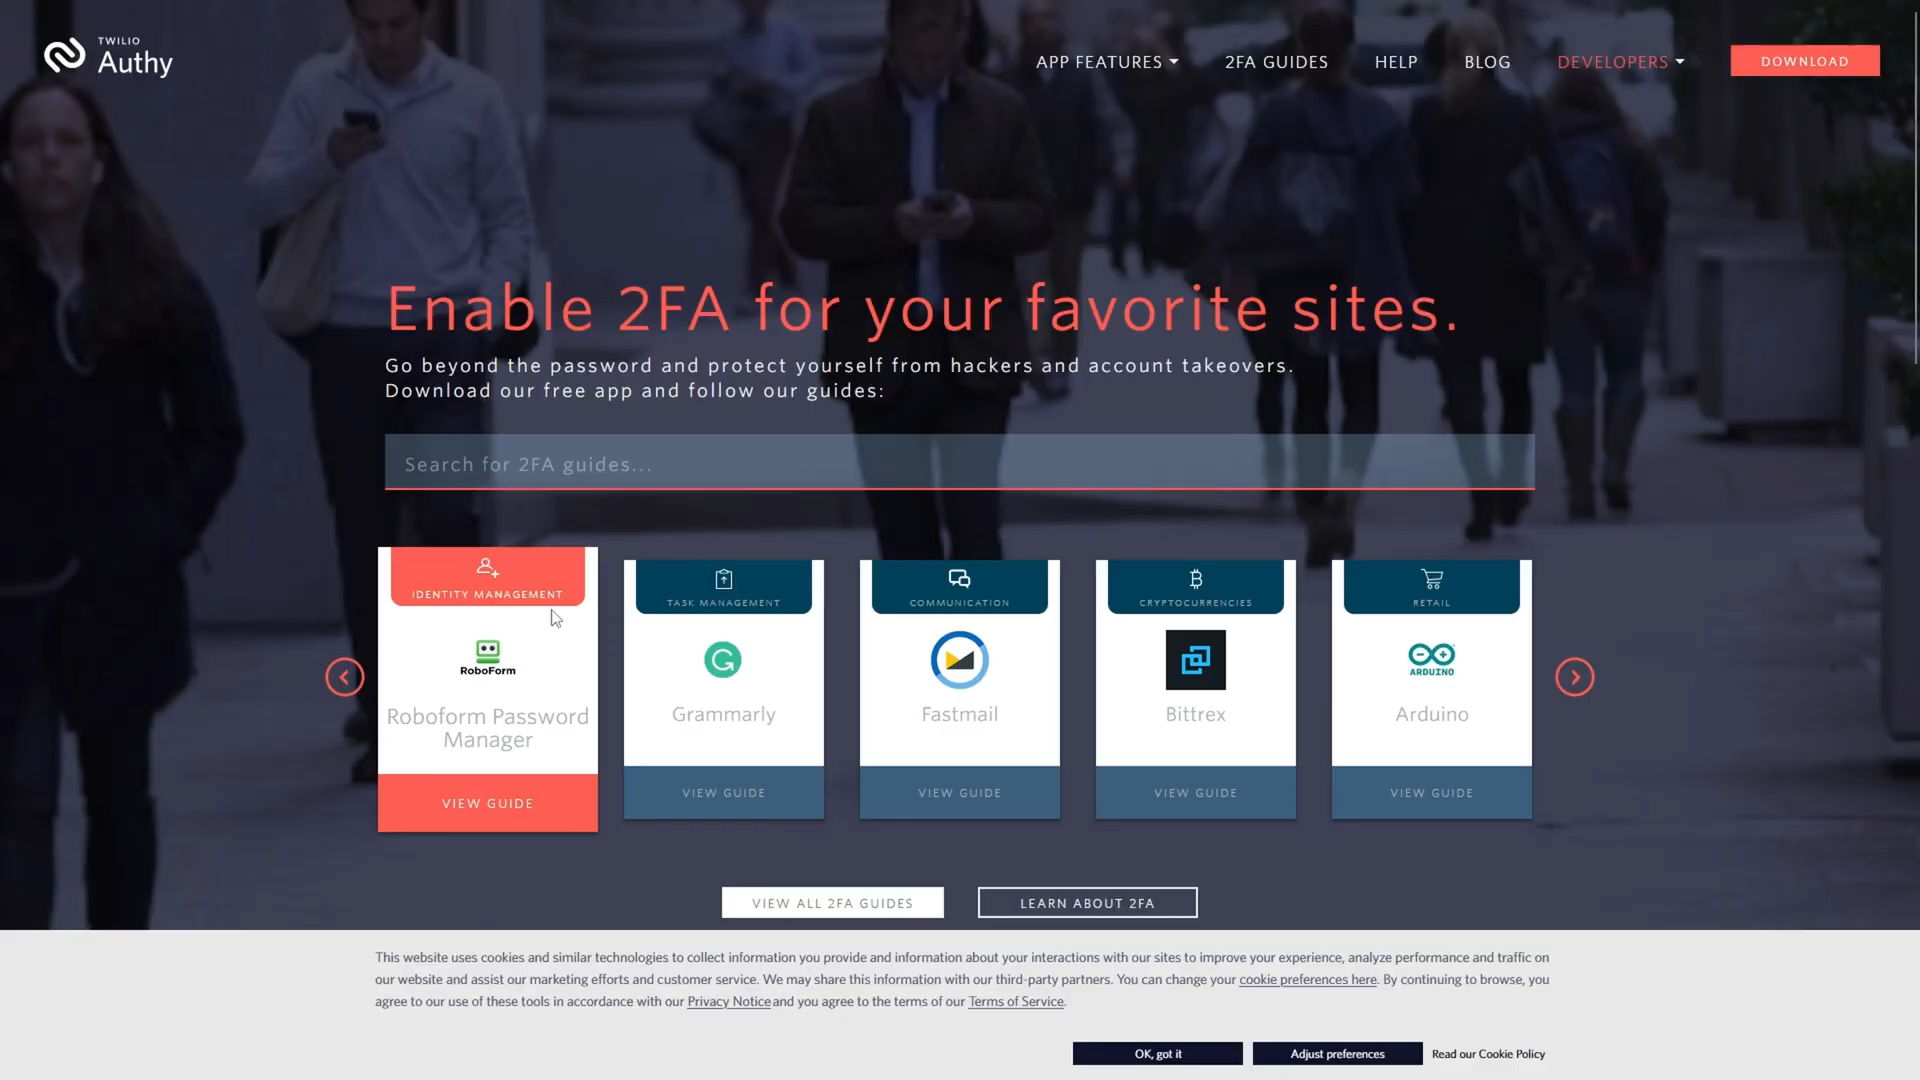 TWILIO
Authy
APP FEATURES
2FA GUIDES
HELP
BLOG
DEVELOPERS
DOWNLOAD
Enable 2FA for your favorite sites.
Go beyond the password and protect yourself from hackers and account takeovers.
Download our free app and follow our guides:
Search for 2FA guides...
IDENTITY MANAGEMENT
RoboForm
Roboform Password
Manager
VIEW GUIDE
TASK MANAGEMENT
Grammarly
VIEW GUIDE
COMMUNICATION
Fastmail
VIEW GUIDE
CRYPTOCURRENCIES
Bittrex
VIEW GUIDE
RETAIL
ARDUINO
Arduino
VIEW GUIDE
VIEW ALL 2FA GUIDES
LEARN ABOUT 2FA
This website uses cookies and similar technologies to collect information you provide and information about your interactions with our sites to improve your experience, analyze performance and traffic on
our website and assist our marketing efforts and customer service. We may share this information with our third-party partners. You can change your cookie preferences here. By continuing to browse, you
agree to our use of these tools in accordance with our Privacy Notice and you agree to the terms of our Terms of Service.
OK, got it
Adjust preferences
Read our Cookie Policy